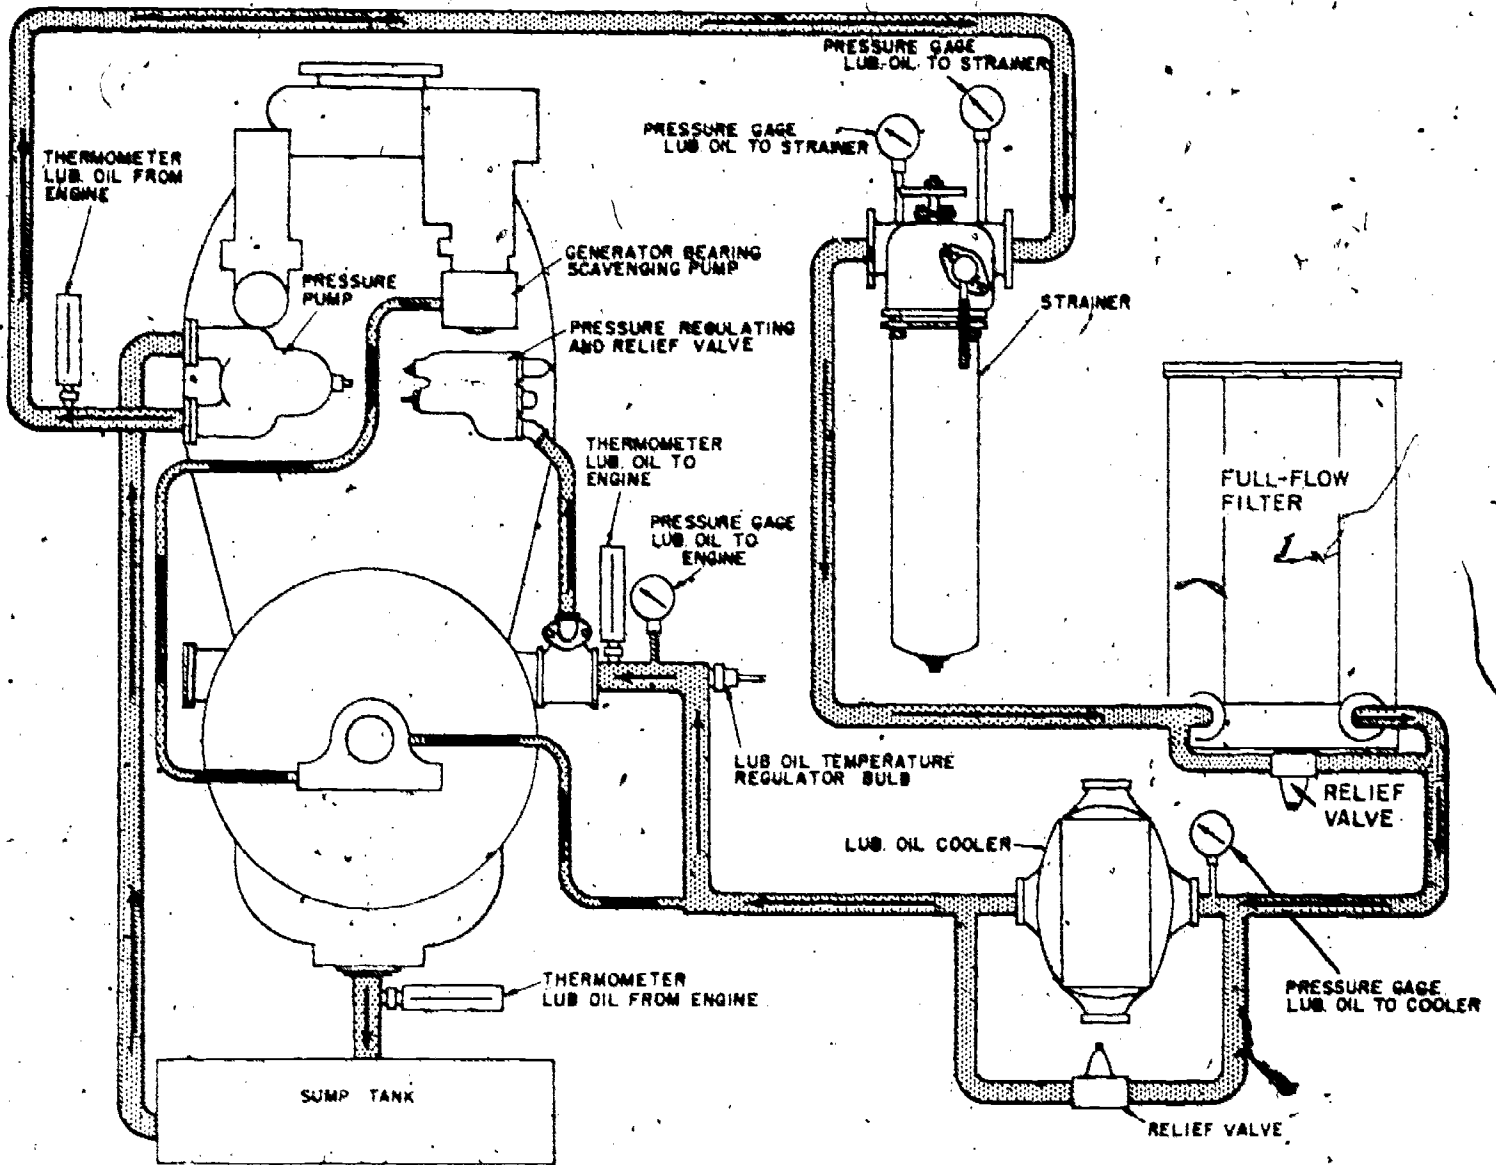 PRESSURE GAGE
LUB. OIL TO STRAINER
PRESSURE GAGE
LUB. OIL TO STRAINER
THERMOMETER
LUB. OIL FROM
ENGINE
GENERATOR BEARING
SCAVENGING PUMP
PRESSURE
PUMP
STRAINER
PRESSURE REGULATING
AND RELIEF VALVE
THERMOMETER
LUB. OIL TO
ENGINE
FULL-FLOW
FILTER
PRESSURE GAGE
LUB. OIL TO
ENGINE
LUB OIL TEMPERATURE
REGULATOR BULB
RELIEF
VALVE
LUB. OIL COOLER
THERMOMETER
LUB OIL FROM ENGINE
PRESSURE GAGE
LUB. OIL TO COOLER
SUMP TANK
RELIEF VALVE